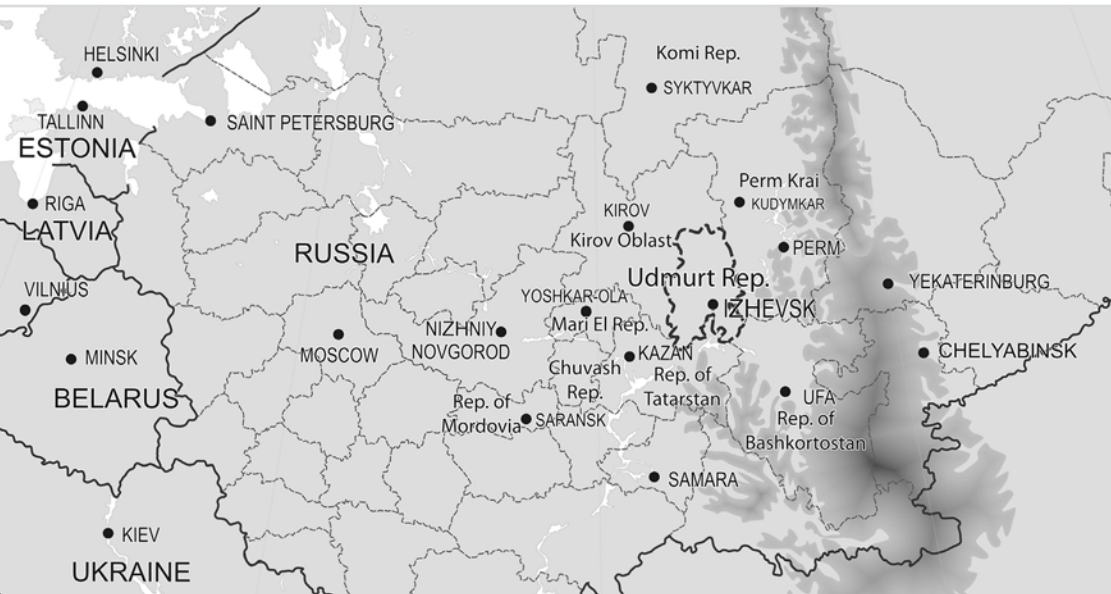 HELSINKI
Komi Rep.
SYKTYVKAR
TALLINN
SAINT PETERSBURG
ESTONIA
Perm Krai
KUDYMKAR
RIGA
KIROV
LATVIA
Kirov Oblast
RUSSIA
PERM
Udmurt Rep.
YEKATERINBURG
VILNIUS
YOSHKAR-OLA
IZHEVSK
NIZHNIY
NOVGOROD
Mari El Rep.
MOSCOW
KAZAN
CHELYABINSK
MINSK
Chuvash
Rep.
Rep. of
Tatarstan
BELARUS
Rep. of
Mordovia
SARANSK
UFA
Rep. of
Bashkortostan
SAMARA
KIEV
UKRAINE